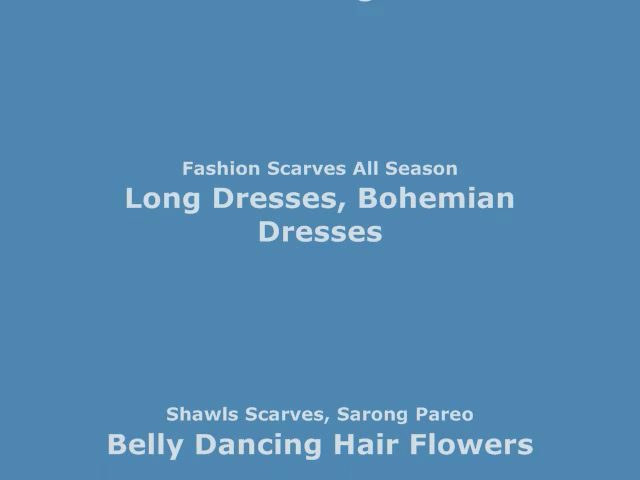 Fashion Scarves All Season
Long Dresses, Bohemian
Dresses
Shawls Scarves, Sarong Pareo
Belly Dancing Hair Flowers